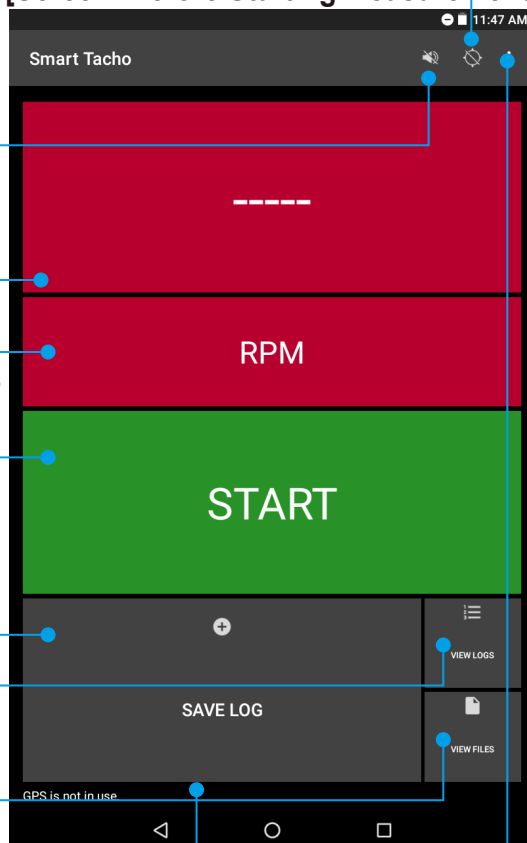 11:47 AM
Smart Tacho
-----
RPM
START
SAVE LOG
VIEW LOGS
VIEW FILES
GPS is not in use.